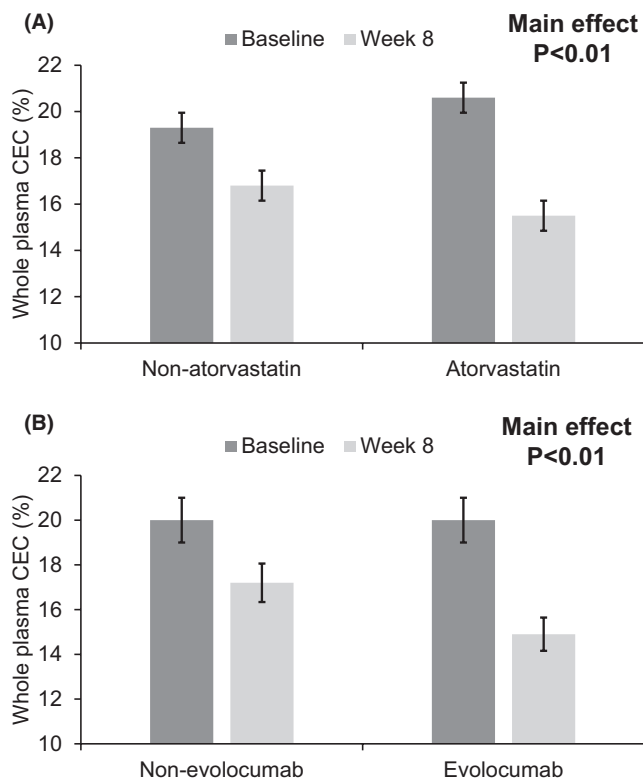 (A)
Main effect
P<0.01
Baseline Week 8
Whole plasma CEC (%)
22
20
18
16
14
12
10
Non-atorvastatin Atorvastatin
(B)
Main effect
P<0.01
Baseline Week 8
Whole plasma CEC (%)
22
20
18
16
14
12
10
Non-evolocumab Evolocumab